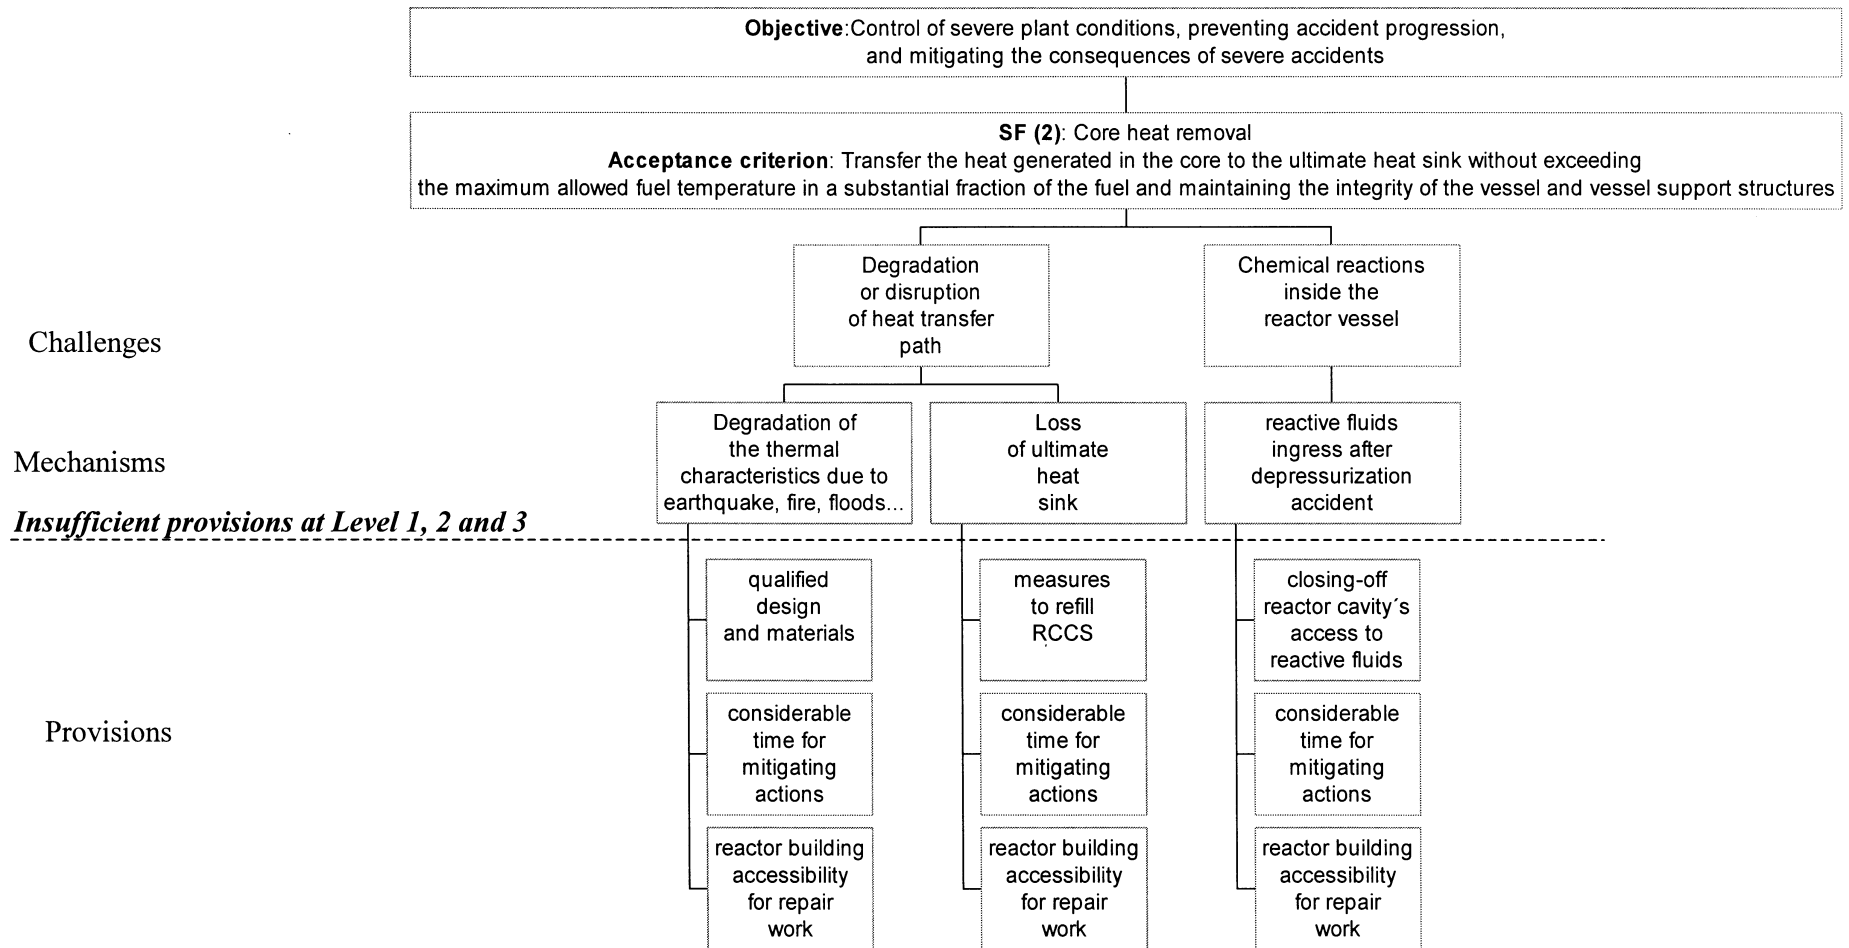 Objective:Control of severe plant conditions, preventing accident progression,
and mitigating the consequences of severe accidents
SF (2): Core heat removal
Acceptance criterion: Transfer the heat generated in the core to the ultimate heat sink without exceeding
the maximum allowed fuel temperature in a substantial fraction of the fuel and maintaining the integrity of the vessel and vessel support structures
Challenges
Degradation
or disruption
of heat transfer
path
Chemical reactions
inside the
reactor vessel
Mechanisms
Degradation of
the thermal
characteristics due to
earthquake, fire, floods...
Loss
of ultimate
heat
sink
reactive fluids
ingress after
depressurization
accident
Insufficient provisions at Level 1, 2 and 3
Provisions
qualified
design
and materials
considerable
time for
mitigating
actions
reactor building
accessibility
for repair
work
measures
to refill
RCCS
considerable
time for
mitigating
actions
reactor building
accessibility
for repair
work
closing-off
reactor cavity´s
access to
reactive fluids
considerable
time for
mitigating
actions
reactor building
accessibility
for repair
work